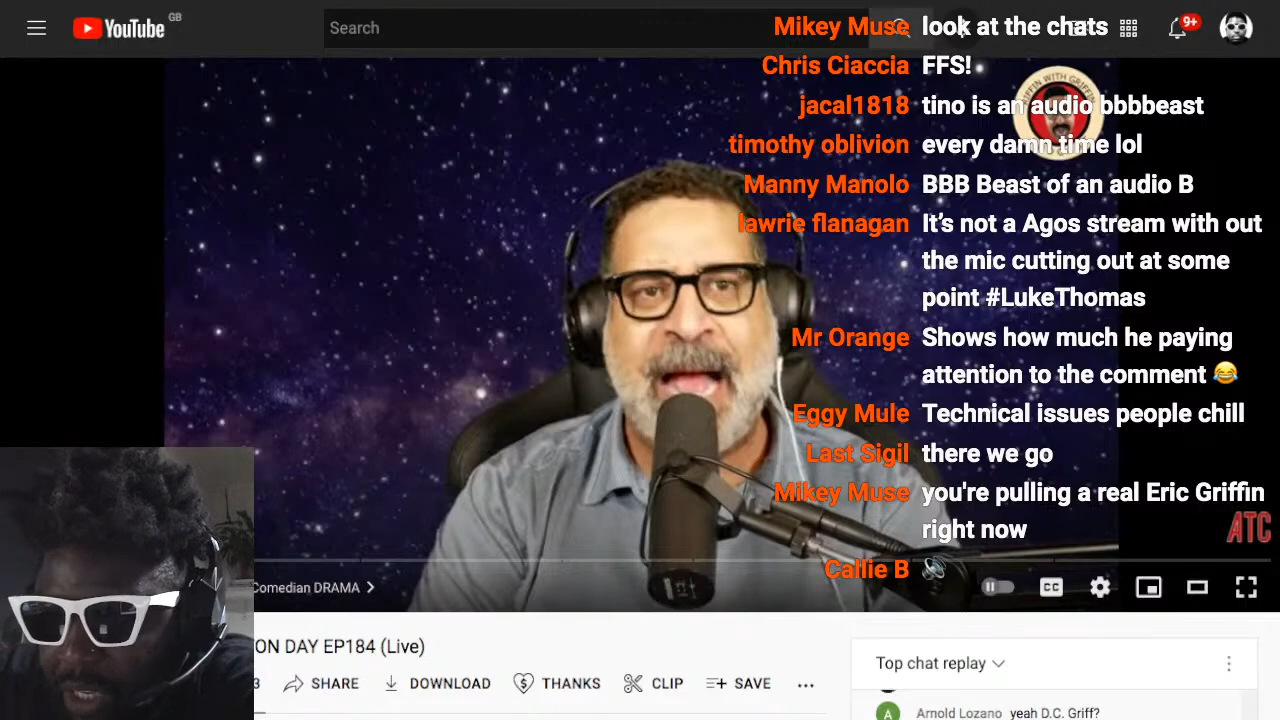 YouTube GB
Search
9+
Mikey Muse look at the chats
Chris Ciaccia FFS!
jacal1818 tino is an audio bbbbeast
timothy oblivion every damn time lol
Manny Manolo BBB Beast of an audio B
lawrie flanagan It’s not a Agos stream with out
the mic cutting out at some
point #LukeThomas
Mr Orange Shows how much he paying
attention to the comment 😂
Eggy Mule Technical issues people chill
Last Sigil there we go
Mikey Muse you're pulling a real Eric Griffin
right now
ATC
Callie B 🔊
Comedian DRAMA
CC
ON DAY EP184 (Live)
3 SHARE DOWNLOAD THANKS CLIP SAVE ...
Top chat replay
A Arnold Lozano yeah D.C. Griff?